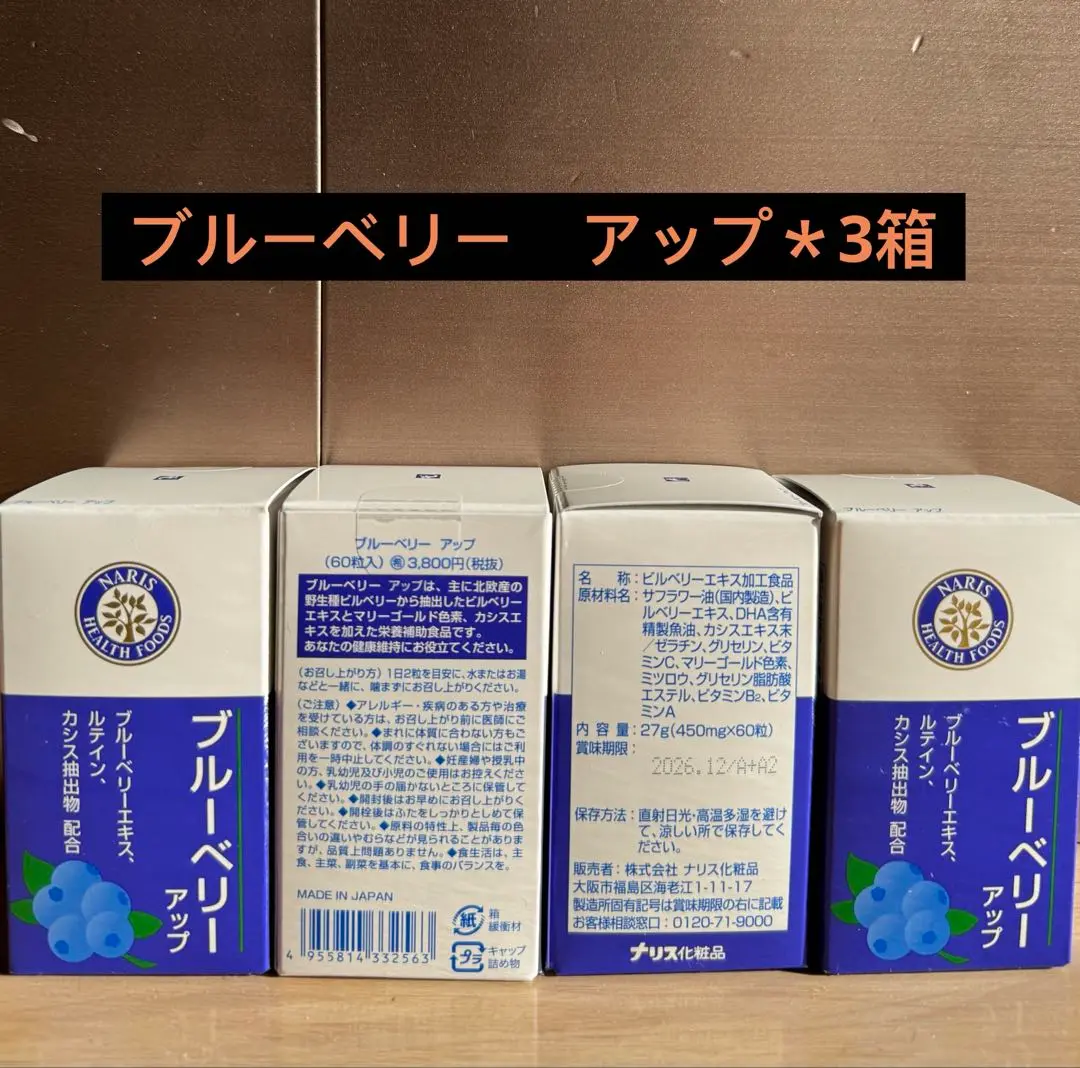 ブルーベリー　アップ＊3箱
ブルーベリー アップ
NARIS
HEALTH FOODS
ブルーベリー
アップ
ブルーベリーエキス、
ルテイン、
カシス抽出物 配合
ブルーベリー アップ
(60粒入) ㊕3,800円(税抜)
ブルーベリー アップは、主に北欧産の
野生種ビルベリーから抽出したビルベリー
エキスとマリーゴールド色素、カシスエ
キスを加えた栄養補助食品です。
あなたの健康維持にお役立てください。
(お召し上がり方) 1日2粒を目安に、水またはお湯
などと一緒に、噛まずにお召し上がりください。
(ご注意) ◆アレルギー・疾病のある方や治療
を受けている方は、お召し上がり前に医師にご
相談ください。◆まれに体質に合わない方もご
ざいますので、体調のすぐれない場合にはご利
用を一時中止してください。◆妊産婦や授乳中
の方、乳幼児及び小児のご使用はお控えくださ
い。◆乳幼児の手の届かないところに保管して
ください。◆開封後はお早めにお召し上がりく
ださい。◆開栓後はふたをしっかりとしめて保
管してください。◆原料の特性上、製品毎の色
合いの違いやむらなどが見られることがありま
すが、品質上問題ありません。◆食生活は、主
食、主菜、副菜を基本に、食事のバランスを。
MADE IN JAPAN
4 955814 332563
紙
箱
緩衝材
プラ
キャップ
詰め物
名　称：ビルベリーエキス加工食品
原材料名：サフラワー油(国内製造)、ビ
ルベリーエキス、DHA含有
精製魚油、カシスエキス末
／ゼラチン、グリセリン、ビタ
ミンC、マリーゴールド色素、
ミツロウ、グリセリン脂肪酸
エステル、ビタミンB₂、ビタ
ミンA
内 容 量：27g(450mg×60粒)
賞味期限：
2026.12/A+A2
保存方法：直射日光・高温多湿を避け
て、涼しい所で保存してく
ださい。
販売者：株式会社 ナリス化粧品
大阪市福島区海老江1-11-17
製造所固有記号は賞味期限の右に記載
お客様相談窓口：0120-71-9000
ナリス化粧品
ブルーベリー アップ
NARIS
HEALTH FOODS
ブルーベリー
アップ
ブルーベリーエキス、
ルテイン、
カシス抽出物 配合